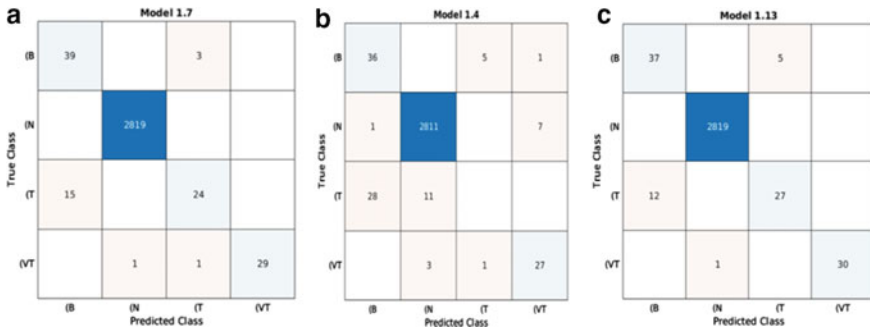 a
Model 1.7
True Class
(B
39
3
(N
2819
(T
15
24
(VT
1
1
29
(B
(N
(T
(VT
Predicted Class
b
Model 1.4
True Class
(B
36
5
1
(N
1
2811
7
(T
28
11
(VT
3
1
27
(B
(N
(T
(VT
Predicted Class
c
Model 1.13
True Class
(B
37
5
(N
2819
(T
12
27
(VT
1
30
(B
(N
(T
(VT
Predicted Class